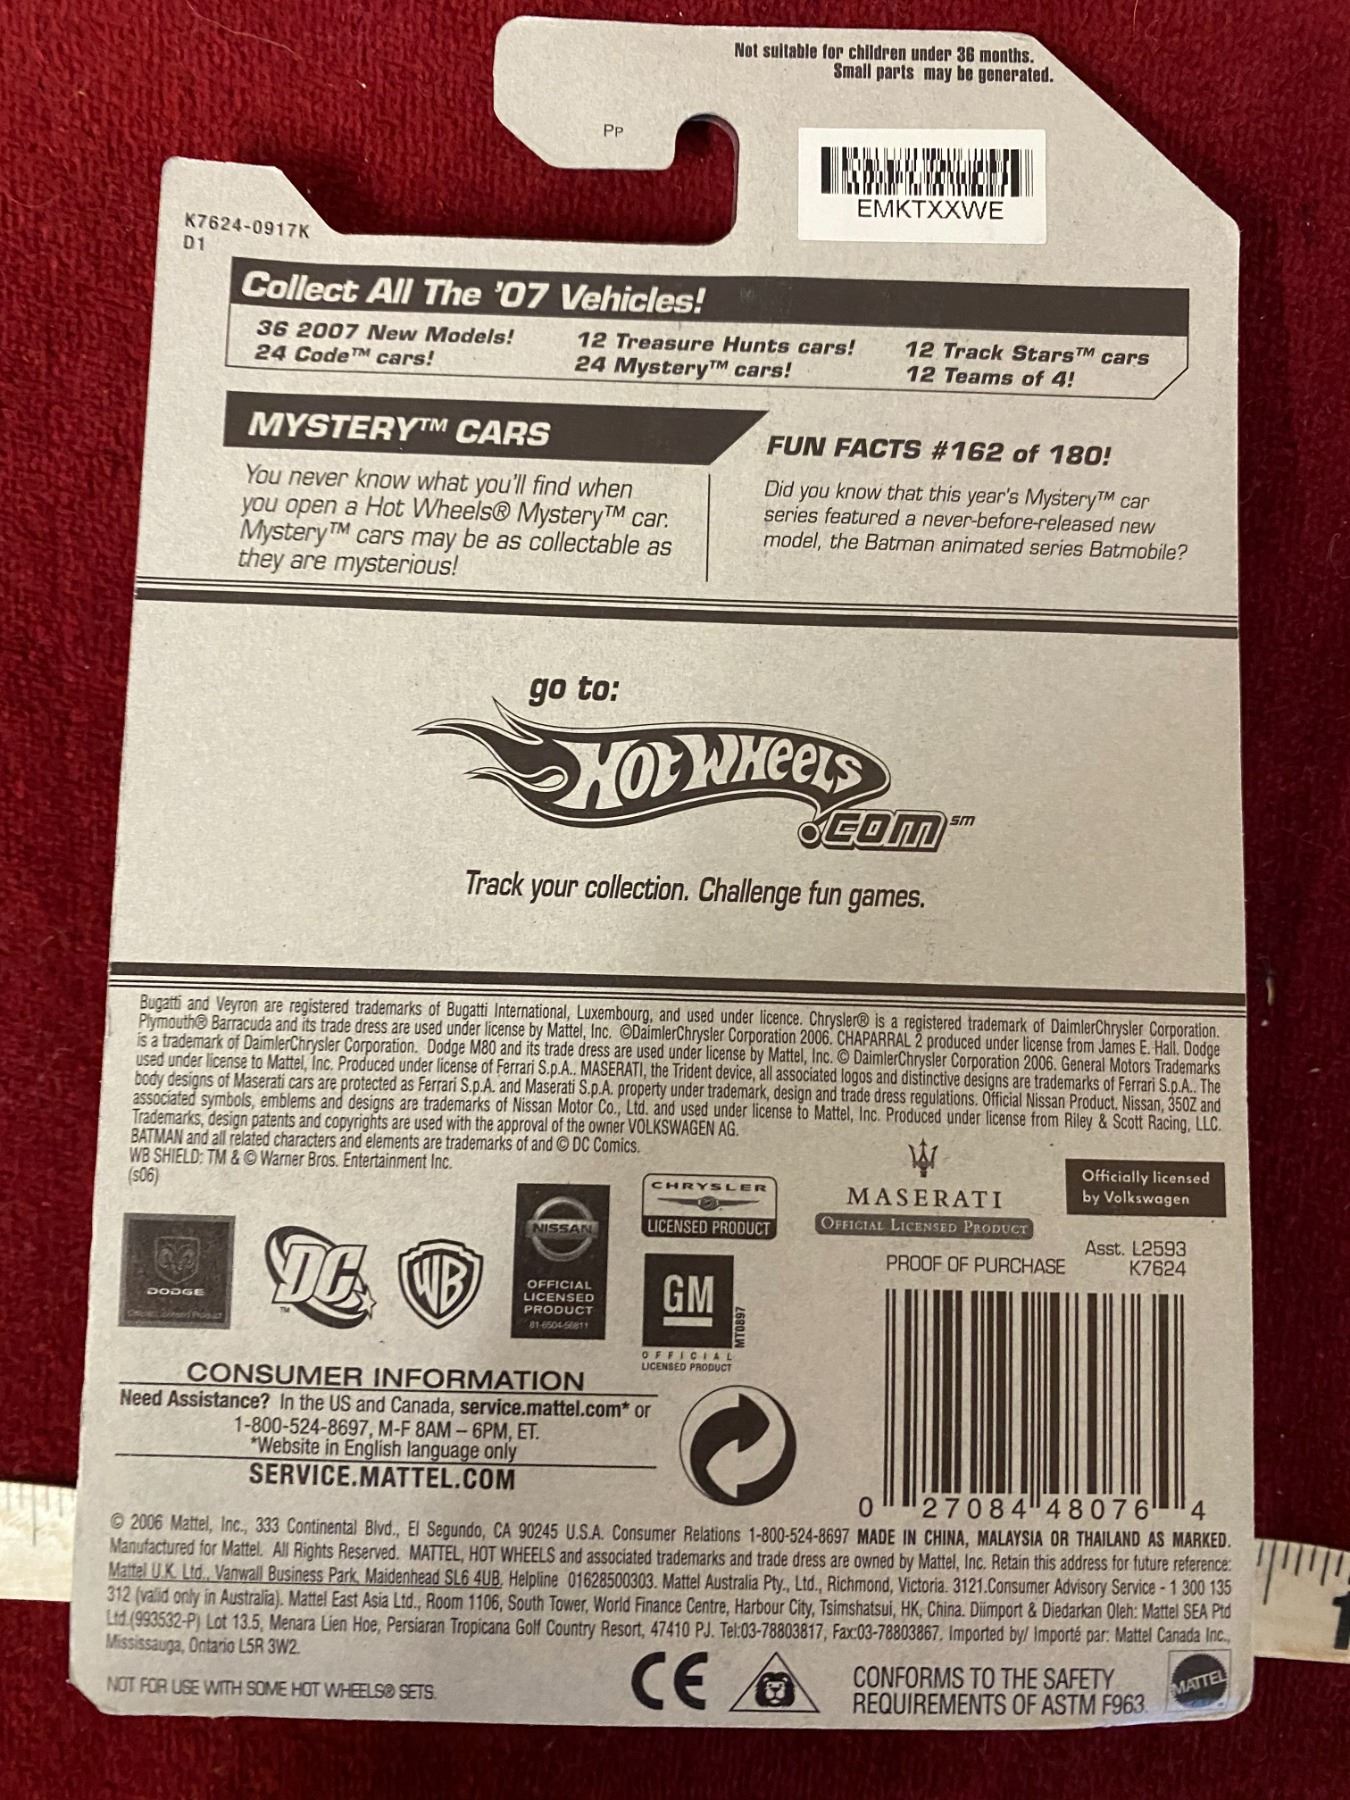 Not suitable for children under 36 months.
Small parts may be generated.
Pp
EMKTXXWE
K7624-0917K
D1
Collect All The '07 Vehicles!
36 2007 New Models!
24 Code™ cars!
12 Treasure Hunts cars!
24 Mystery™ cars!
12 Track Stars™ cars
12 Teams of 4!
MYSTERY™ CARS
You never know what you'll find when
you open a Hot Wheels® Mystery™ car.
Mystery™ cars may be as collectable as
they are mysterious!
FUN FACTS #162 of 180!
Did you know that this year's Mystery™ car
series featured a never-before-released new
model, the Batman animated series Batmobile?
go to:
HOT WHEELS
.COM℠
Track your collection. Challenge fun games.
Bugatti and Veyron are registered trademarks of Bugatti International, Luxembourg, and used under licence. Chrysler® is a registered trademark of DaimlerChrysler Corporation.
Plymouth® Barracuda and its trade dress are used under license by Mattel, Inc. ©DaimlerChrysler Corporation 2006. CHAPARRAL 2 produced under license from James E. Hall. Dodge
is a trademark of DaimlerChrysler Corporation. Dodge M80 and its trade dress are used under license by Mattel, Inc. © DaimlerChrysler Corporation 2006. General Motors Trademarks
used under license to Mattel, Inc. Produced under license of Ferrari S.p.A.. MASERATI, the Trident device, all associated logos and distinctive designs are trademarks of Ferrari S.p.A.. The
body designs of Maserati cars are protected as Ferrari S.p.A. and Maserati S.p.A. property under trademark, design and trade dress regulations. Official Nissan Product. Nissan, 350Z and
associated symbols, emblems and designs are trademarks of Nissan Motor Co., Ltd. and used under license to Mattel, Inc. Produced under license from Riley & Scott Racing, LLC.
Trademarks, design patents and copyrights are used with the approval of the owner VOLKSWAGEN AG.
BATMAN and all related characters and elements are trademarks of and © DC Comics.
WB SHIELD: TM & © Warner Bros. Entertainment Inc.
(s06)
DODGE
Official Licensed Product
DC
TM
WB
NISSAN
OFFICIAL
LICENSED
PRODUCT
81-6504-56811
CHRYSLER
LICENSED PRODUCT
GM
MT0897
OFFICIAL
LICENSED PRODUCT
MASERATI
OFFICIAL LICENSED PRODUCT
Officially licensed
by Volkswagen
PROOF OF PURCHASE
Asst. L2593
K7624
0 27084 48076 4
CONSUMER INFORMATION
Need Assistance? In the US and Canada, service.mattel.com* or
1-800-524-8697, M-F 8AM – 6PM, ET.
*Website in English language only
SERVICE.MATTEL.COM
© 2006 Mattel, Inc., 333 Continental Blvd., El Segundo, CA 90245 U.S.A. Consumer Relations 1-800-524-8697 MADE IN CHINA, MALAYSIA OR THAILAND AS MARKED.
Manufactured for Mattel. All Rights Reserved. MATTEL, HOT WHEELS and associated trademarks and trade dress are owned by Mattel, Inc. Retain this address for future reference:
Mattel U.K. Ltd., Vanwall Business Park, Maidenhead SL6 4UB. Helpline 01628500303. Mattel Australia Pty., Ltd., Richmond, Victoria. 3121.Consumer Advisory Service - 1 300 135
312 (valid only in Australia). Mattel East Asia Ltd., Room 1106, South Tower, World Finance Centre, Harbour City, Tsimshatsui, HK, China. Diimport & Diedarkan Oleh: Mattel SEA Ptd
Ltd.(993532-P) Lot 13.5, Menara Lien Hoe, Persiaran Tropicana Golf Country Resort, 47410 PJ. Tel:03-78803817, Fax:03-78803867. Imported by/ Importé par: Mattel Canada Inc.,
Mississauga, Ontario L5R 3W2.
NOT FOR USE WITH SOME HOT WHEELS® SETS.
CE
CONFORMS TO THE SAFETY
REQUIREMENTS OF ASTM F963.
MATTEL
1